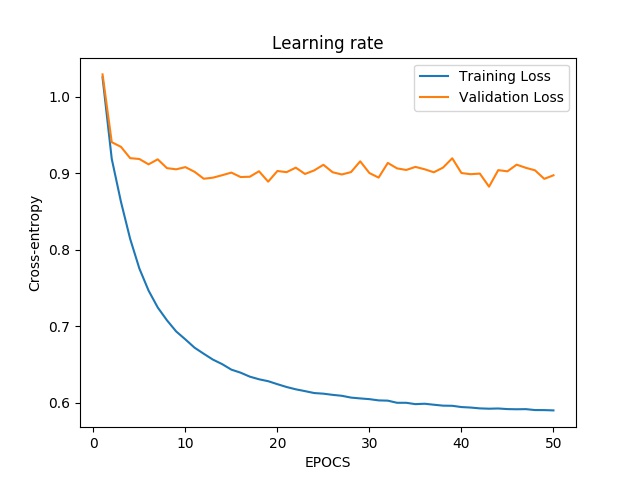 Learning rate
Training Loss
Validation Loss
Cross-entropy
1.0
0.9
0.8
0.7
0.6
0 10 20 30 40 50
EPOCS